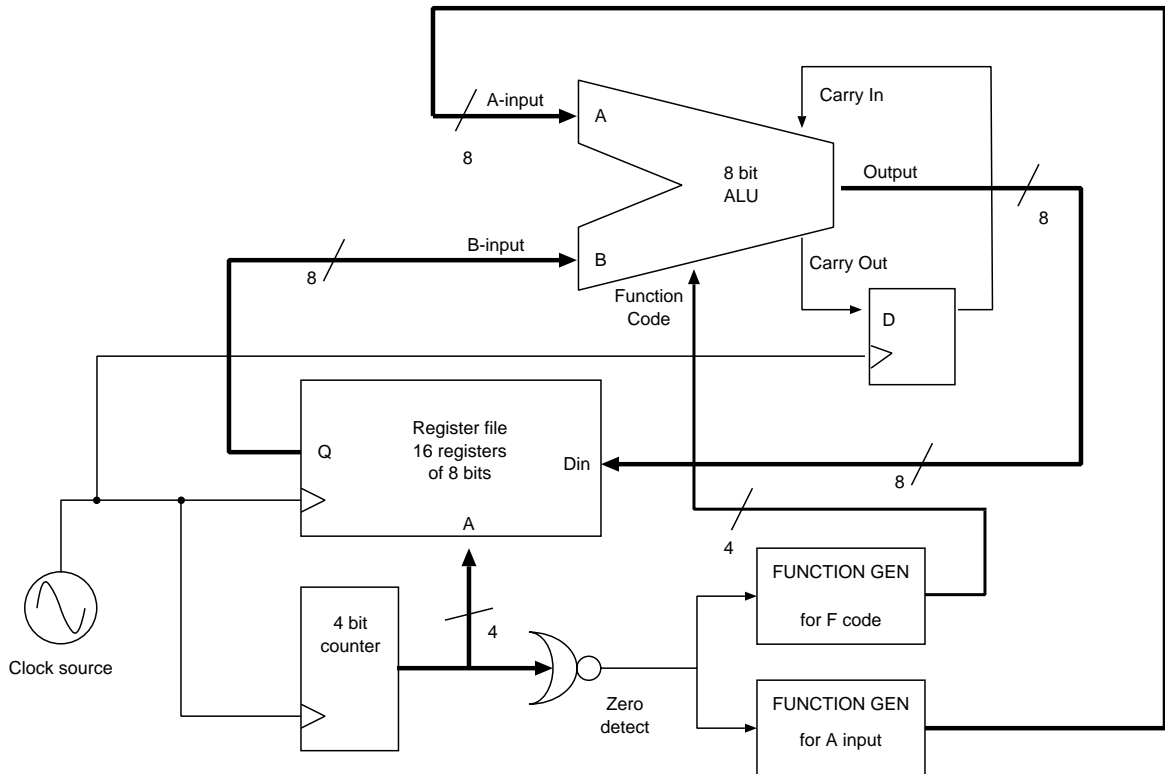 Carry In
A-input
A
8
8 bit
ALU
Output
8
B-input
B
8
Carry Out
Function
Code
D
Register file
16 registers
of 8 bits
Q
Din
8
A
4
FUNCTION GEN
for F code
4 bit
counter
4
Clock source
Zero
detect
FUNCTION GEN
for A input